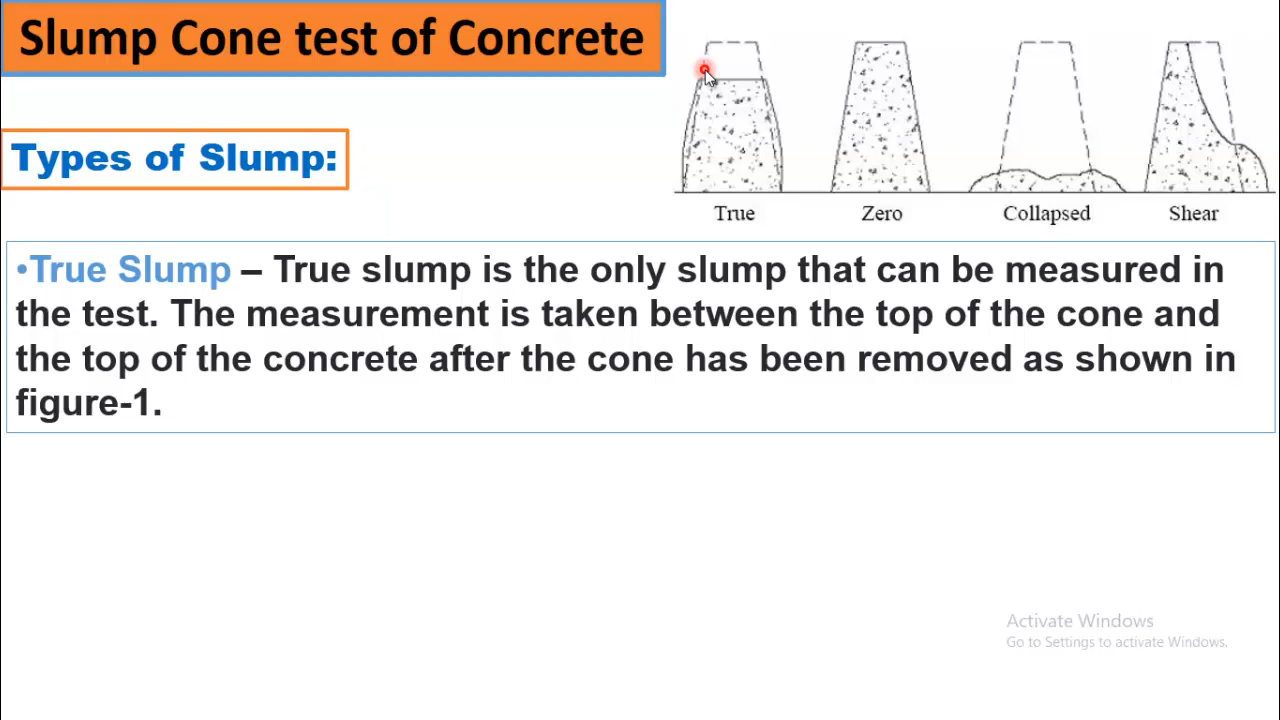 Slump Cone test of Concrete
Types of Slump:
True
Zero
Collapsed
Shear
•True Slump – True slump is the only slump that can be measured in
the test. The measurement is taken between the top of the cone and
the top of the concrete after the cone has been removed as shown in
figure-1.
Activate Windows
Go to Settings to activate Windows.